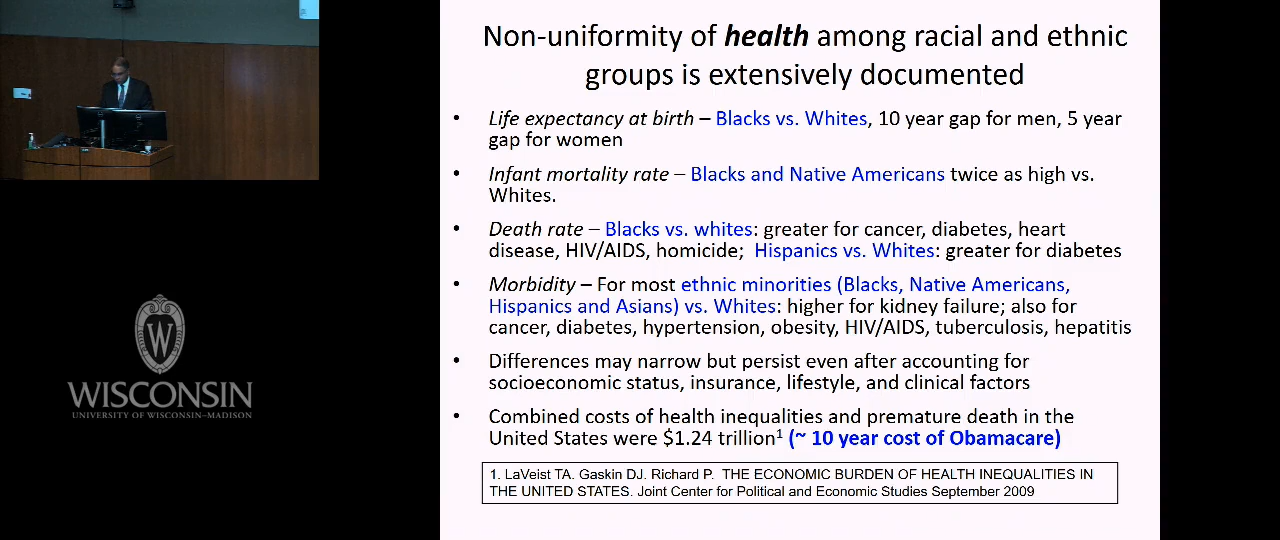 Non-uniformity of health among racial and ethnic
groups is extensively documented
• Life expectancy at birth – Blacks vs. Whites, 10 year gap for men, 5 year
gap for women
• Infant mortality rate – Blacks and Native Americans twice as high vs.
Whites.
• Death rate – Blacks vs. whites: greater for cancer, diabetes, heart
disease, HIV/AIDS, homicide; Hispanics vs. Whites: greater for diabetes
• Morbidity – For most ethnic minorities (Blacks, Native Americans,
Hispanics and Asians) vs. Whites: higher for kidney failure; also for
cancer, diabetes, hypertension, obesity, HIV/AIDS, tuberculosis, hepatitis
• Differences may narrow but persist even after accounting for
socioeconomic status, insurance, lifestyle, and clinical factors
• Combined costs of health inequalities and premature death in the
United States were $1.24 trillion¹ (~ 10 year cost of Obamacare)
1. LaVeist TA. Gaskin DJ. Richard P. THE ECONOMIC BURDEN OF HEALTH INEQUALITIES IN
THE UNITED STATES. Joint Center for Political and Economic Studies September 2009
W
WISCONSIN
UNIVERSITY OF WISCONSIN–MADISON